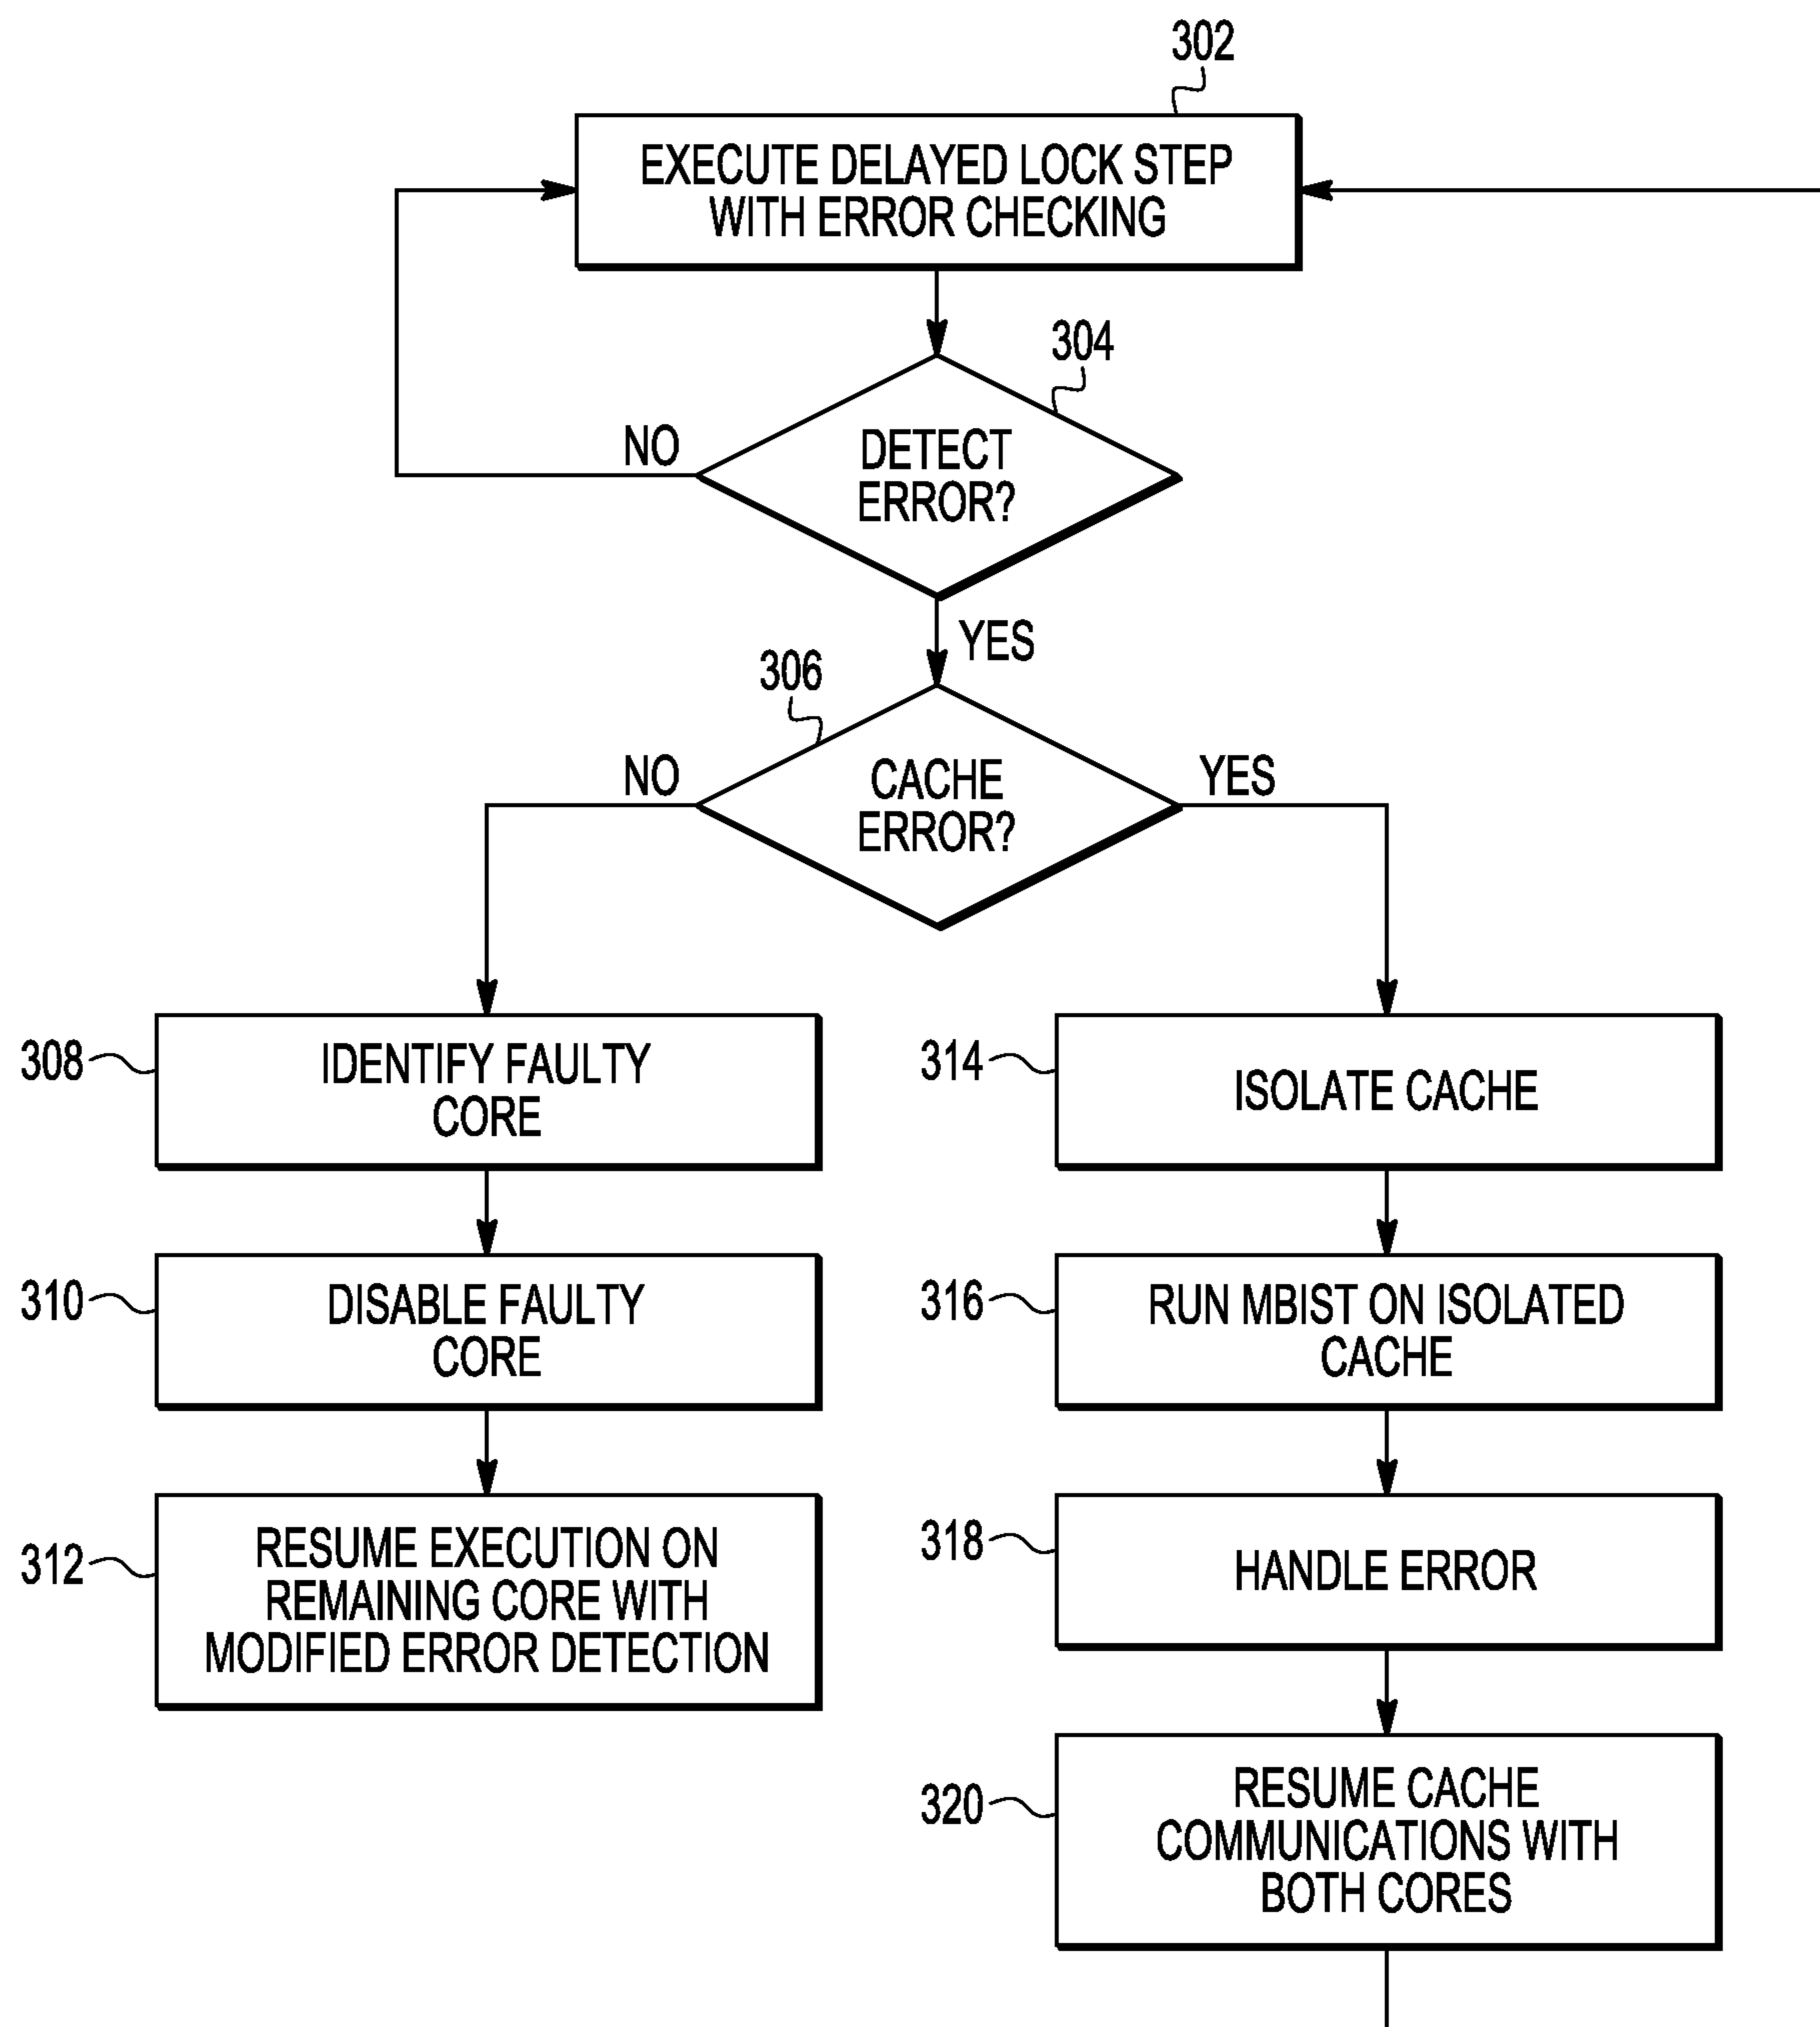 302
EXECUTE DELAYED LOCK STEP
WITH ERROR CHECKING
304
NO
DETECT
ERROR?
YES
306
NO
CACHE
ERROR?
YES
308
IDENTIFY FAULTY
CORE
314
ISOLATE CACHE
310
DISABLE FAULTY
CORE
316
RUN MBIST ON ISOLATED
CACHE
312
RESUME EXECUTION ON
REMAINING CORE WITH
MODIFIED ERROR DETECTION
318
HANDLE ERROR
320
RESUME CACHE
COMMUNICATIONS WITH
BOTH CORES